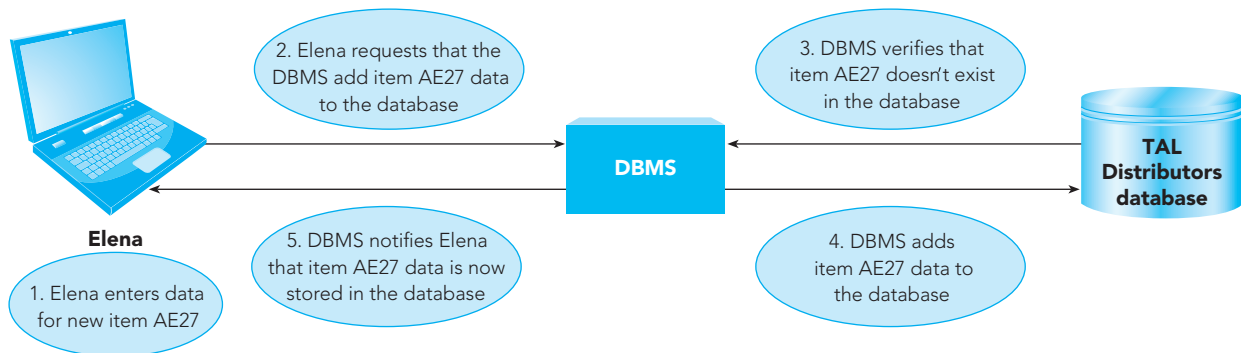 2. Elena requests that the
DBMS add item AE27 data
to the database
3. DBMS verifies that
item AE27 doesn't exist
in the database
DBMS
TAL
Distributors
database
Elena
1. Elena enters data
for new item AE27
5. DBMS notifies Elena
that item AE27 data is now
stored in the database
4. DBMS adds
item AE27 data to
the database